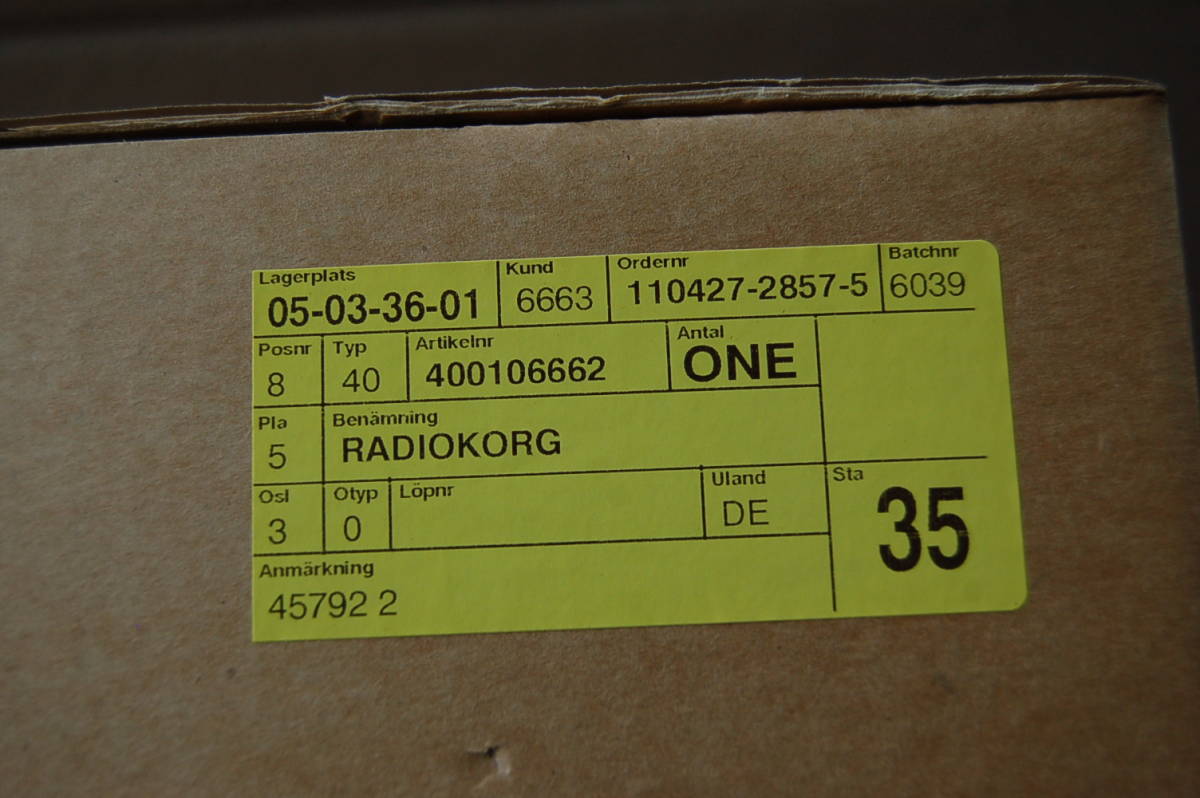 Lagerplats Kund Ordernr Batchnr
05-03-36-01 6663 110427-2857-5 6039
Posnr Typ Artikelnr Antal
8 40 400106662 ONE
Pla Benämning
5 RADIOKORG
Osl Otyp Löpnr Uland Sta
3 0 DE 35
Anmärkning
45792 2